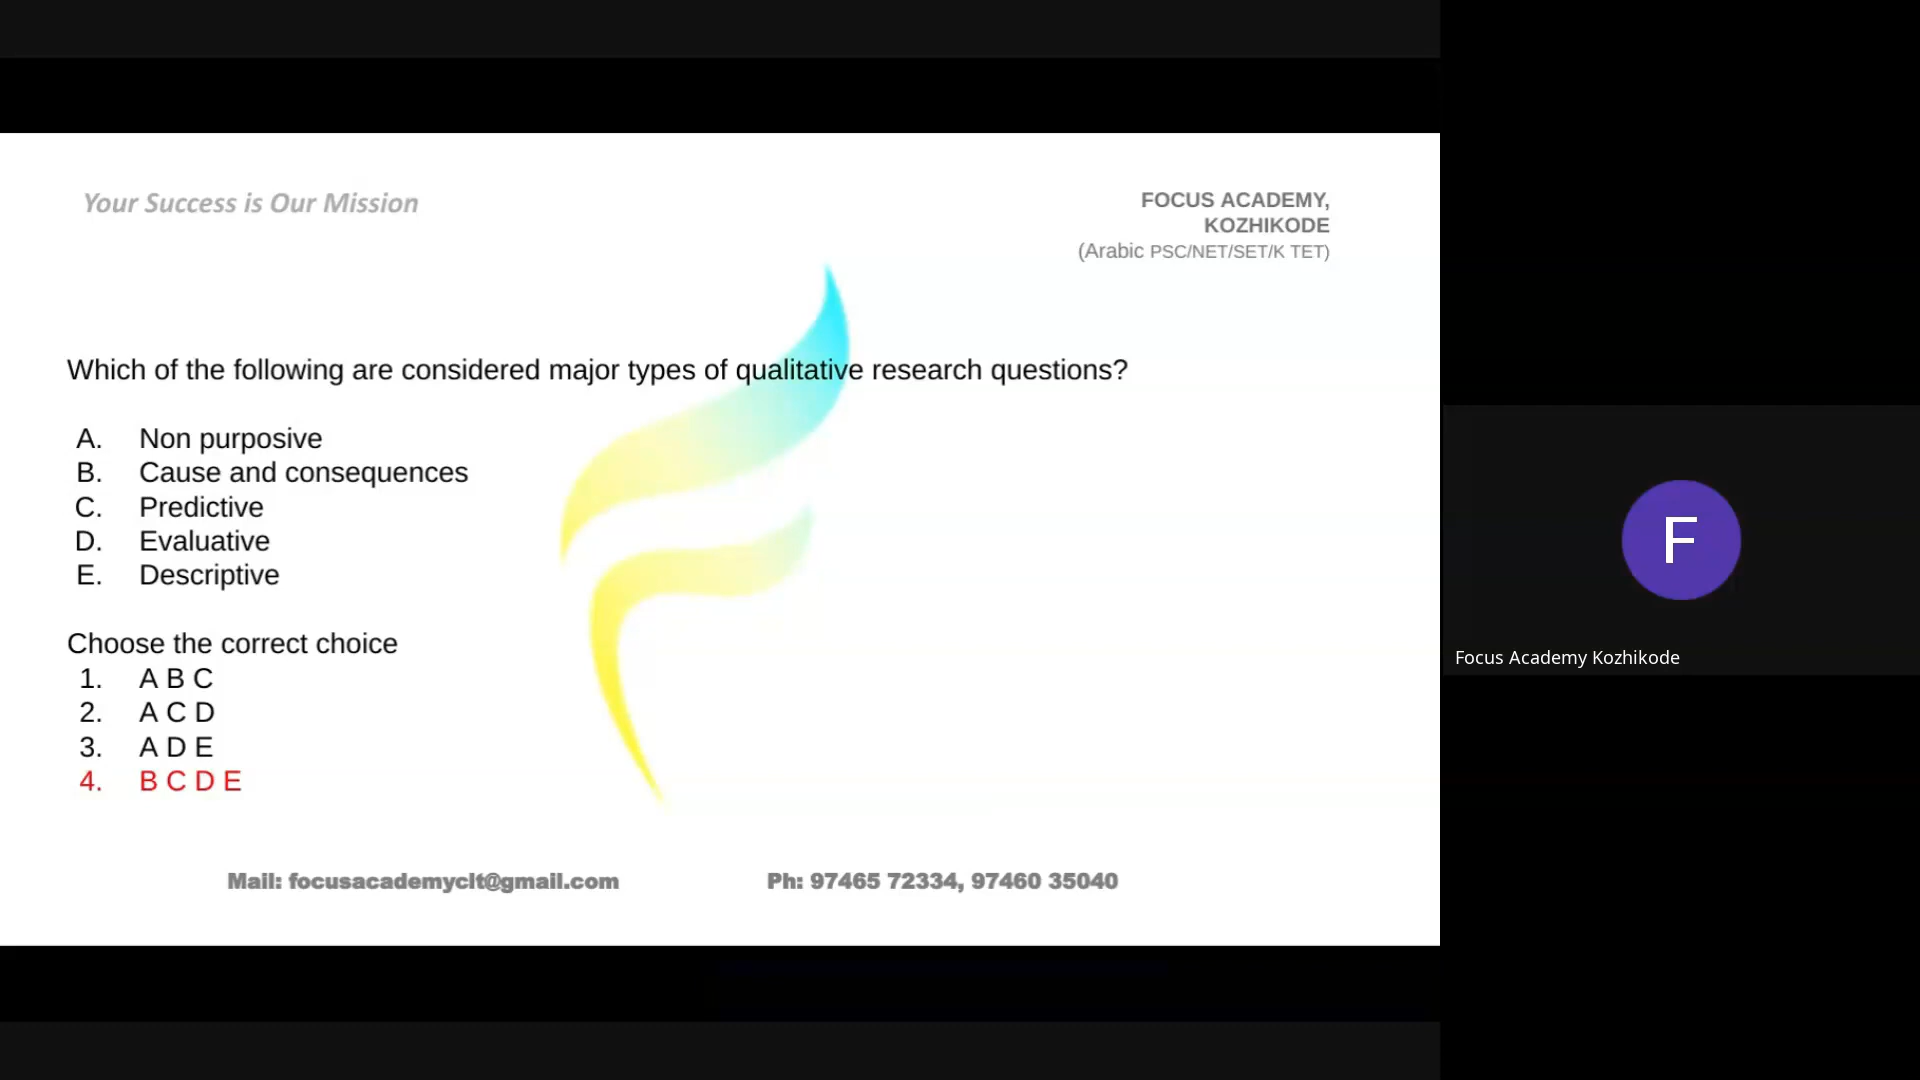 Your Success is Our Mission
FOCUS ACADEMY,
KOZHIKODE
(Arabic PSC/NET/SET/K TET)
Which of the following are considered major types of qualitative research questions?
A. Non purposive
B. Cause and consequences
C. Predictive
D. Evaluative
E. Descriptive
Choose the correct choice
1. A B C
2. A C D
3. A D E
4. B C D E
Mail: focusacademyclt@gmail.com Ph: 97465 72334, 97460 35040
F
Focus Academy Kozhikode